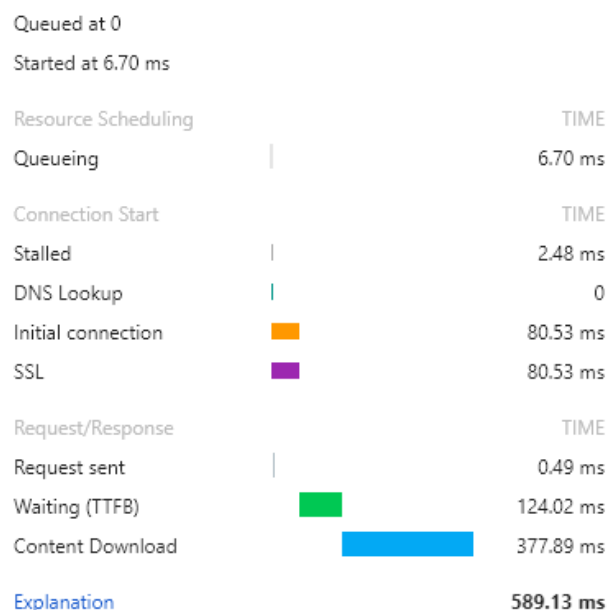 Queued at 0
Started at 6.70 ms
Resource Scheduling TIME
Queueing 6.70 ms
Connection Start TIME
Stalled 2.48 ms
DNS Lookup 0
Initial connection 80.53 ms
SSL 80.53 ms
Request/Response TIME
Request sent 0.49 ms
Waiting (TTFB) 124.02 ms
Content Download 377.89 ms
Explanation 589.13 ms